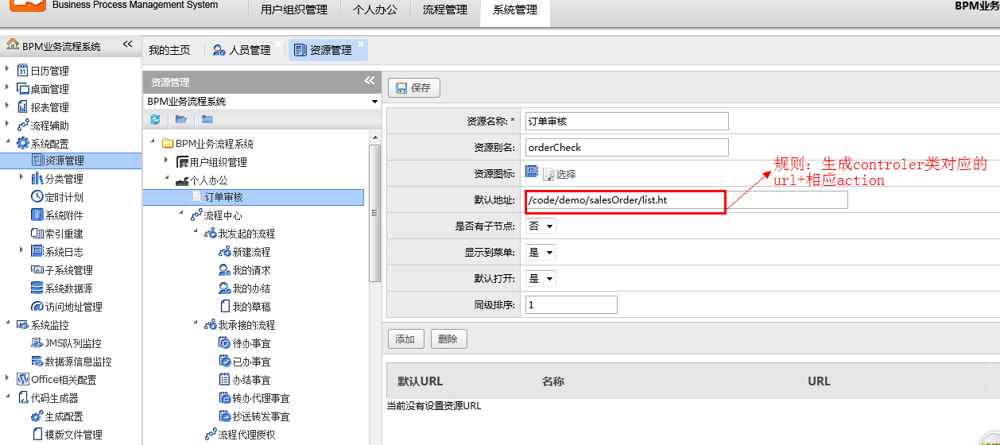 Business Process Management System
用户组织管理 个人办公 流程管理 系统管理
BPM业务
BPM业务流程系统
日历管理
桌面管理
报表管理
流程辅助
系统配置
资源管理
分类管理
定时计划
系统附件
索引重建
系统日志
子系统管理
系统数据源
访问地址管理
系统监控
JMS队列监控
数据源信息监控
Office相关配置
代码生成器
生成配置
模版文件管理
我的主页 人员管理 资源管理
资源管理
BPM业务流程系统
BPM业务流程系统
用户组织管理
个人办公
订单审核
流程中心
我发起的流程
新建流程
我的请求
我的办结
我的草稿
我承接的流程
待办事宜
已办事宜
办结事宜
转办代理事宜
抄送转发事宜
流程代理授权
保存
资源名称: * 订单审核
资源别名: orderCheck
资源图标: 选择
默认地址: /code/demo/salesOrder/list.ht
是否有子节点: 否
显示到菜单: 是
默认打开: 是
同级排序: 1
规则：生成controler类对应的
url+相应action
添加 删除
默认URL 名称 URL
当前没有设置资源URL